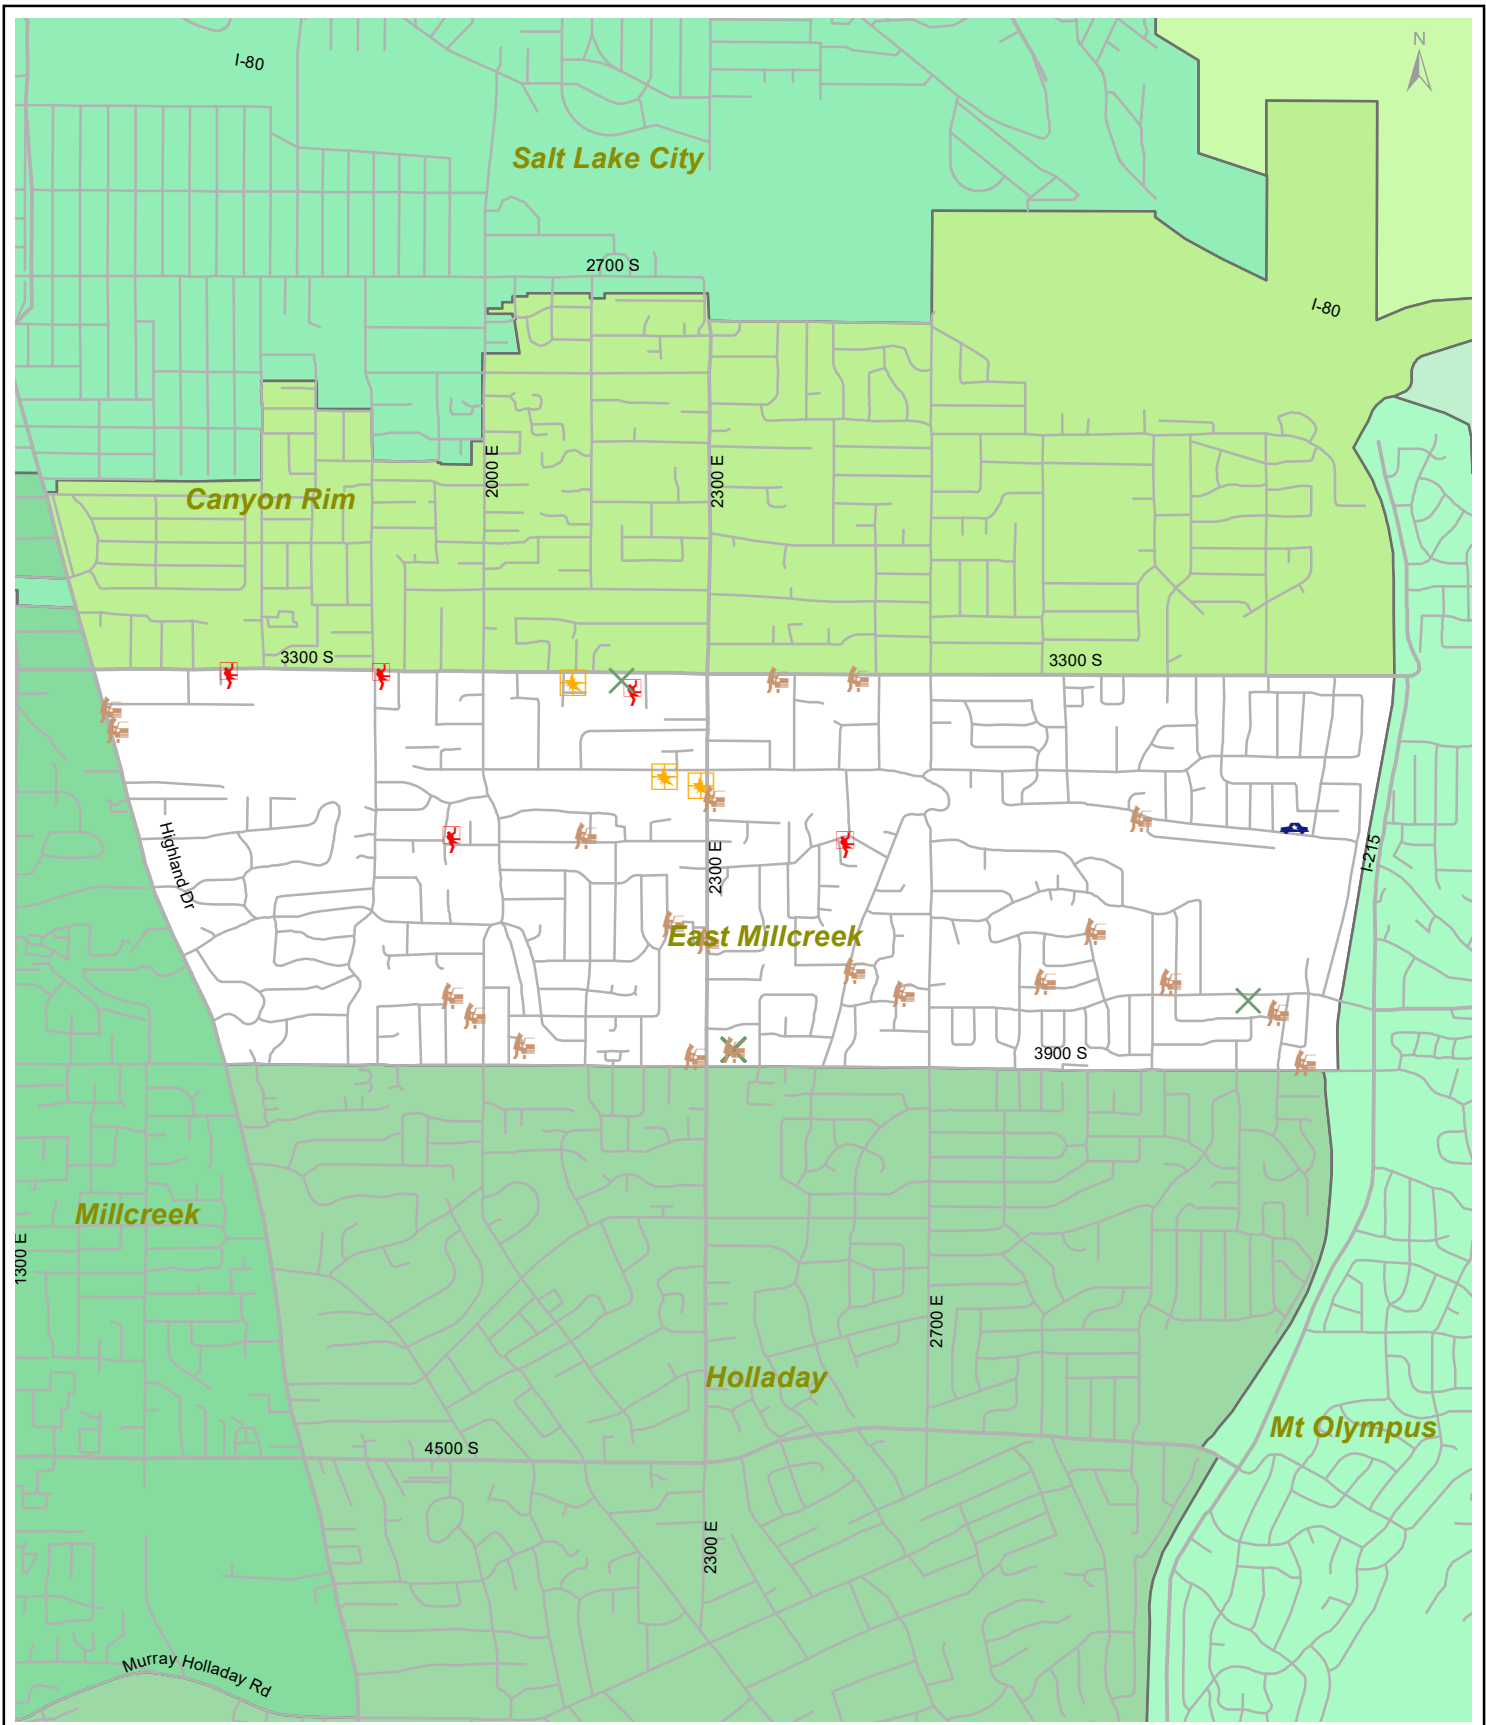 N
I-80
Salt Lake City
2700 S
I-80
2000 E
2300 E
Canyon Rim
3300 S
3300 S
Highland Dr
2300 E
I-215
East Millcreek
3900 S
Millcreek
1300 E
2700 E
Holladay
Mt Olympus
4500 S
2300 E
Murray Holladay Rd